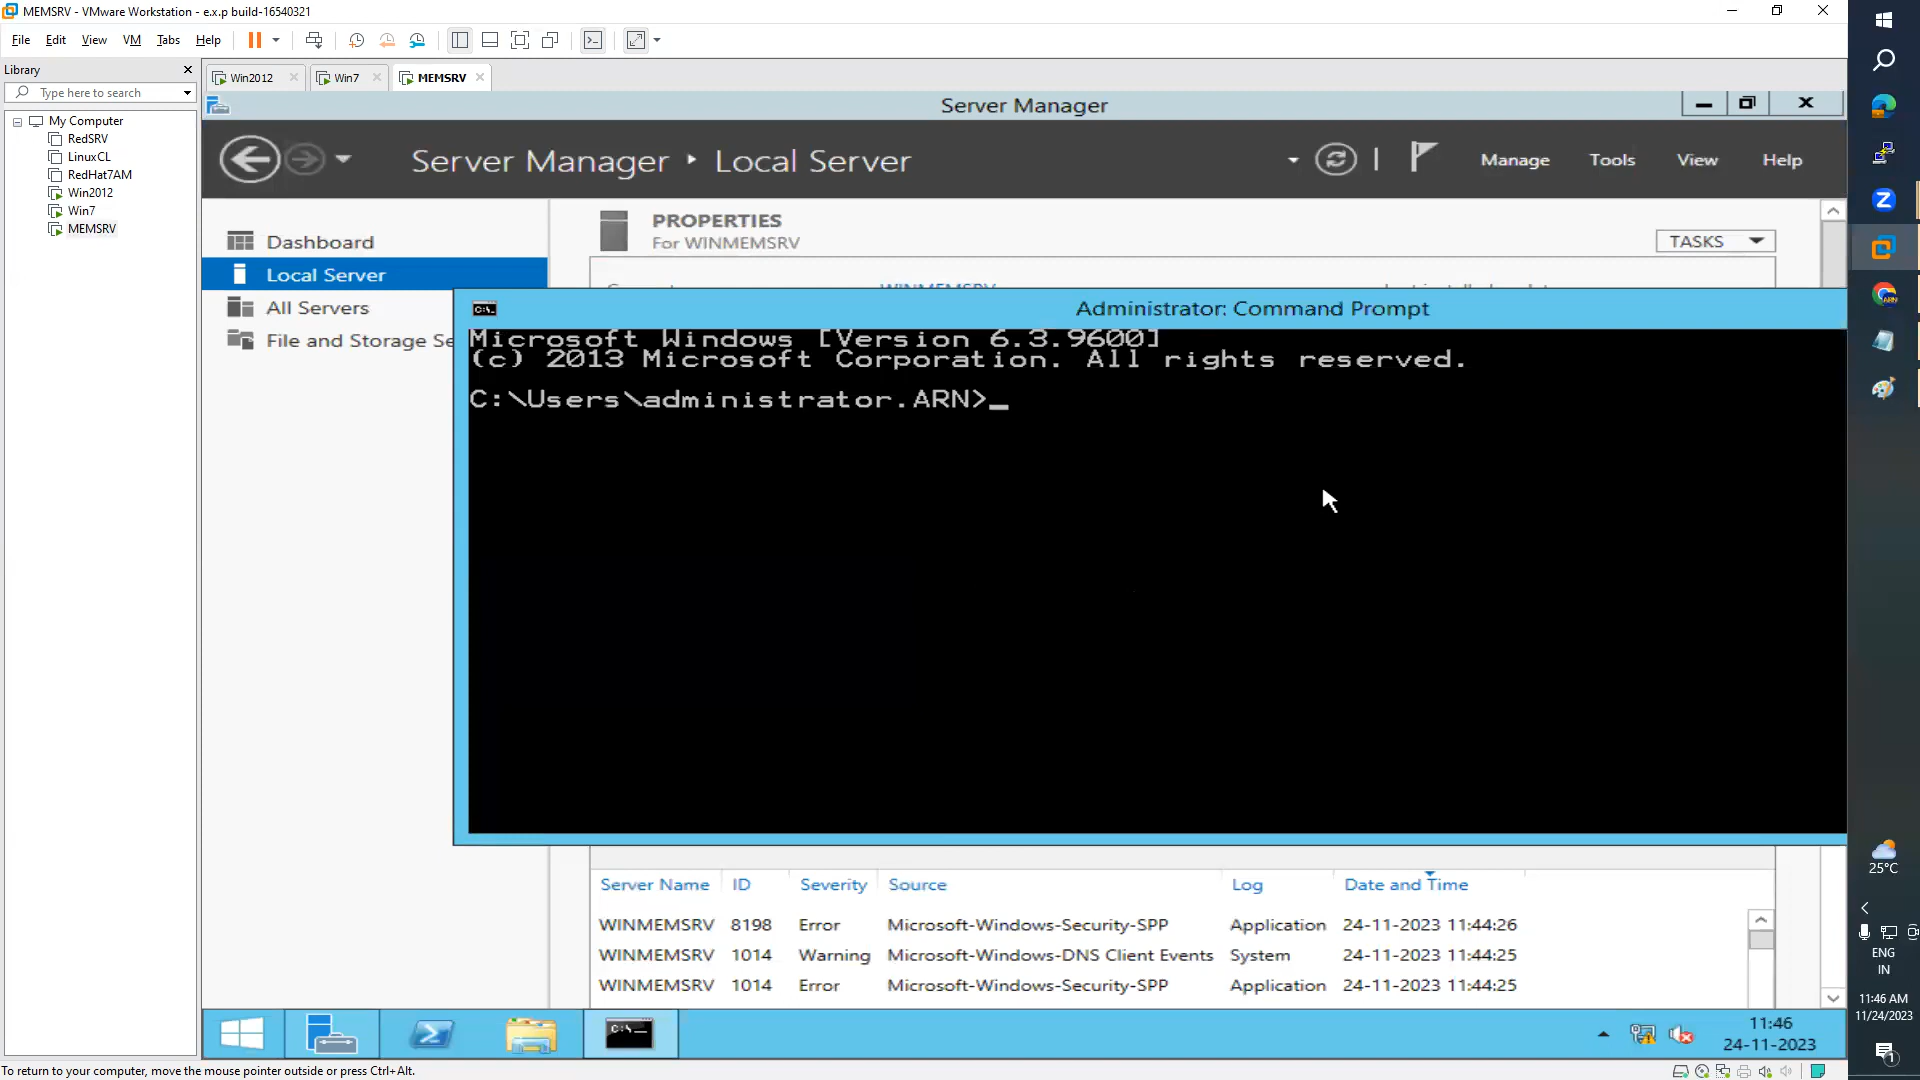 MEMSRV - VMware Workstation - e.x.p build-16540321
File Edit View VM Tabs Help
Library
Type here to search
My Computer
RedSRV
LinuxCL
RedHat7AM
Win2012
Win7
MEMSRV
Win2012 Win7 MEMSRV
Server Manager
Server Manager Local Server
Manage Tools View Help
Dashboard
Local Server
All Servers
File and Storage Se
PROPERTIES
For WINMEMSRV
TASKS
Administrator: Command Prompt
Microsoft Windows [Version 6.3.9600]
(c) 2013 Microsoft Corporation. All rights reserved.
C:\Users\administrator.ARN>_
Server Name ID Severity Source Log Date and Time
WINMEMSRV 8198 Error Microsoft-Windows-Security-SPP Application 24-11-2023 11:44:26
WINMEMSRV 1014 Warning Microsoft-Windows-DNS Client Events System 24-11-2023 11:44:25
WINMEMSRV 1014 Error Microsoft-Windows-Security-SPP Application 24-11-2023 11:44:25
11:46
24-11-2023
To return to your computer, move the mouse pointer outside or press Ctrl+Alt.
25°C
ENG
IN
11:46 AM
11/24/2023
1